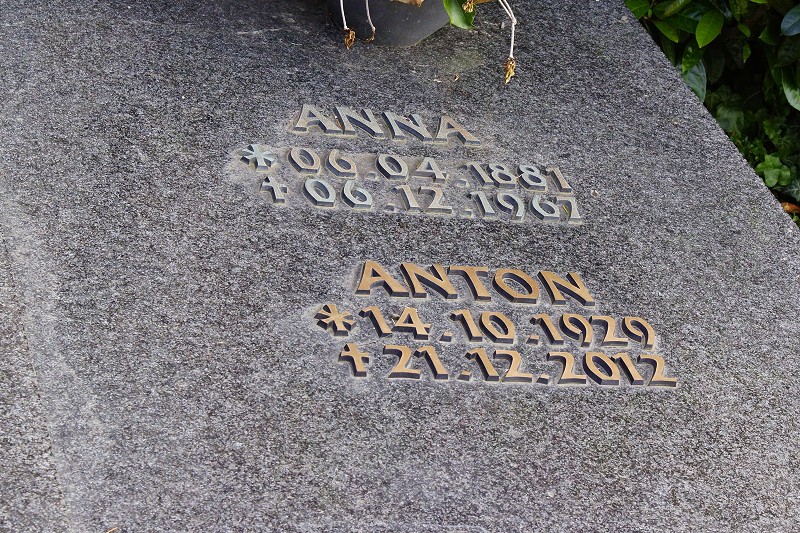 ANNA
* 06.04.1881
† 06.12.1967
ANTON
* 14.10.1929
† 21.12.2012